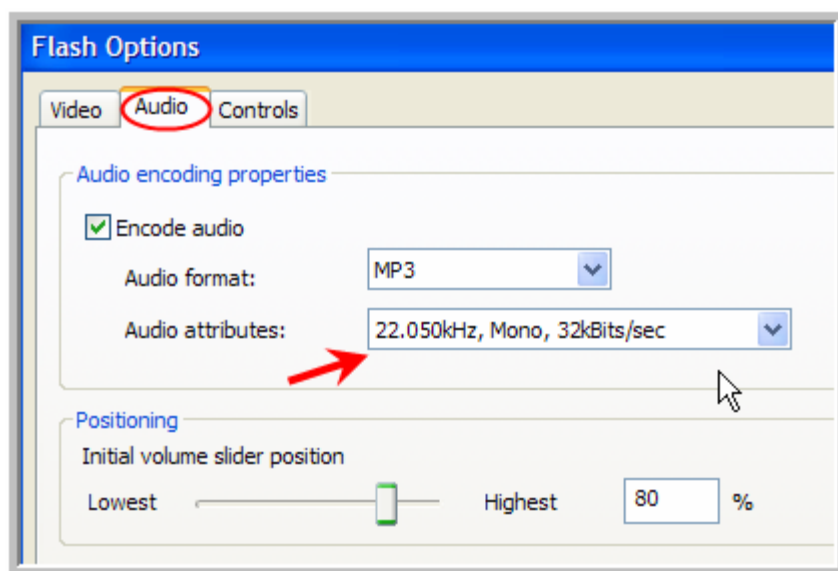 Flash Options
Video Audio Controls
Audio encoding properties
Encode audio
Audio format: MP3
Audio attributes: 22.050kHz, Mono, 32kBits/sec
Positioning
Initial volume slider position
Lowest Highest 80 %